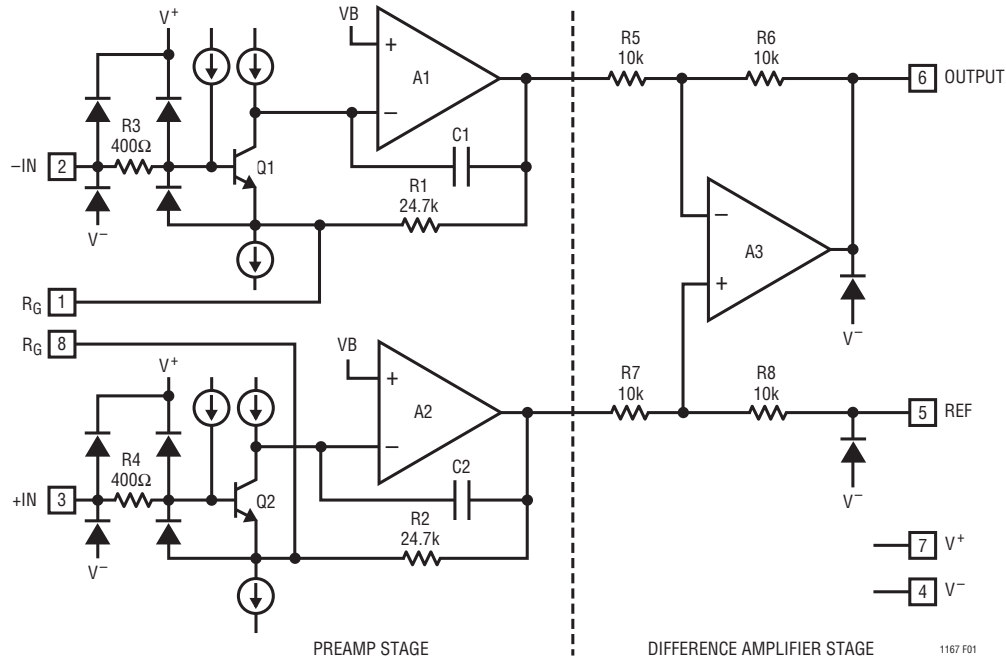 V+
VB
+
A1
−
R5
10k
R6
10k
6 OUTPUT
R3
400Ω
−IN 2
Q1
C1
R1
24.7k
V−
−
A3
+
V−
RG 1
RG 8
V+
VB
+
A2
−
R7
10k
R8
10k
5 REF
R4
400Ω
+IN 3
Q2
C2
R2
24.7k
V−
V−
7 V+
4 V−
PREAMP STAGE
DIFFERENCE AMPLIFIER STAGE
1167 F01